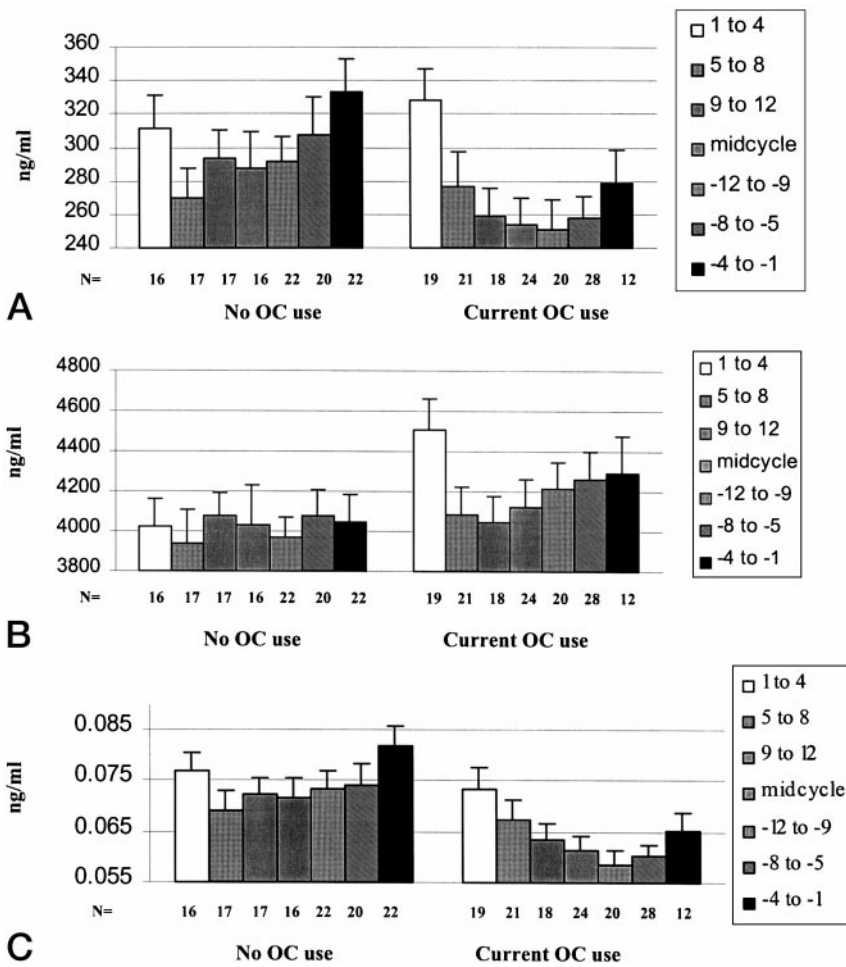 360
340
320
300
280
260
240
ng/ml
N= 16 17 17 16 22 20 22 19 21 18 24 20 28 12
No OC use Current OC use
A
1 to 4
5 to 8
9 to 12
midcycle
-12 to -9
-8 to -5
-4 to -1
4800
4600
4400
4200
4000
3800
ng/ml
N= 16 17 17 16 22 20 22 19 21 18 24 20 28 12
No OC use Current OC use
B
1 to 4
5 to 8
9 to 12
midcycle
-12 to -9
-8 to -5
-4 to -1
0.085
0.075
0.065
0.055
ng/ml
N= 16 17 17 16 22 20 22 19 21 18 24 20 28 12
No OC use Current OC use
C
1 to 4
5 to 8
9 to 12
midcycle
-12 to -9
-8 to -5
-4 to -1